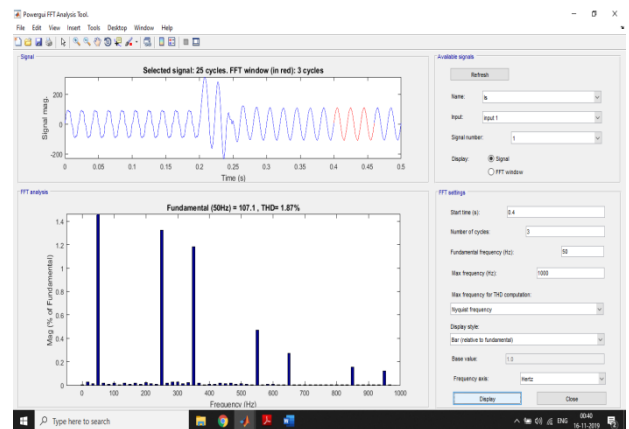 Powergui FFT Analysis Tool.
File Edit View Insert Tools Desktop Window Help
Signal
Selected signal: 25 cycles. FFT window (in red): 3 cycles
Signal mag.
200
0
-200
0 0.05 0.1 0.15 0.2 0.25 0.3 0.35 0.4 0.45 0.5
Time (s)
FFT analysis
Fundamental (50Hz) = 107.1 , THD= 1.87%
Mag (% of Fundamental)
1.4
1.2
1
0.8
0.6
0.4
0.2
0
0 100 200 300 400 500 600 700 800 900 1000
Frequency (Hz)
Available signals
Refresh
Name: Is
Input: input 1
Signal number: 1
Display: Signal
FFT window
FFT settings
Start time (s): 0.4
Number of cycles: 3
Fundamental frequency (Hz): 50
Max frequency (Hz): 1000
Max frequency for THD computation:
Nyquist frequency
Display style:
Bar (relative to fundamental)
Base value: 1.0
Frequency axis: Hertz
Display Close
Type here to search
ENG
00:40
16-11-2019